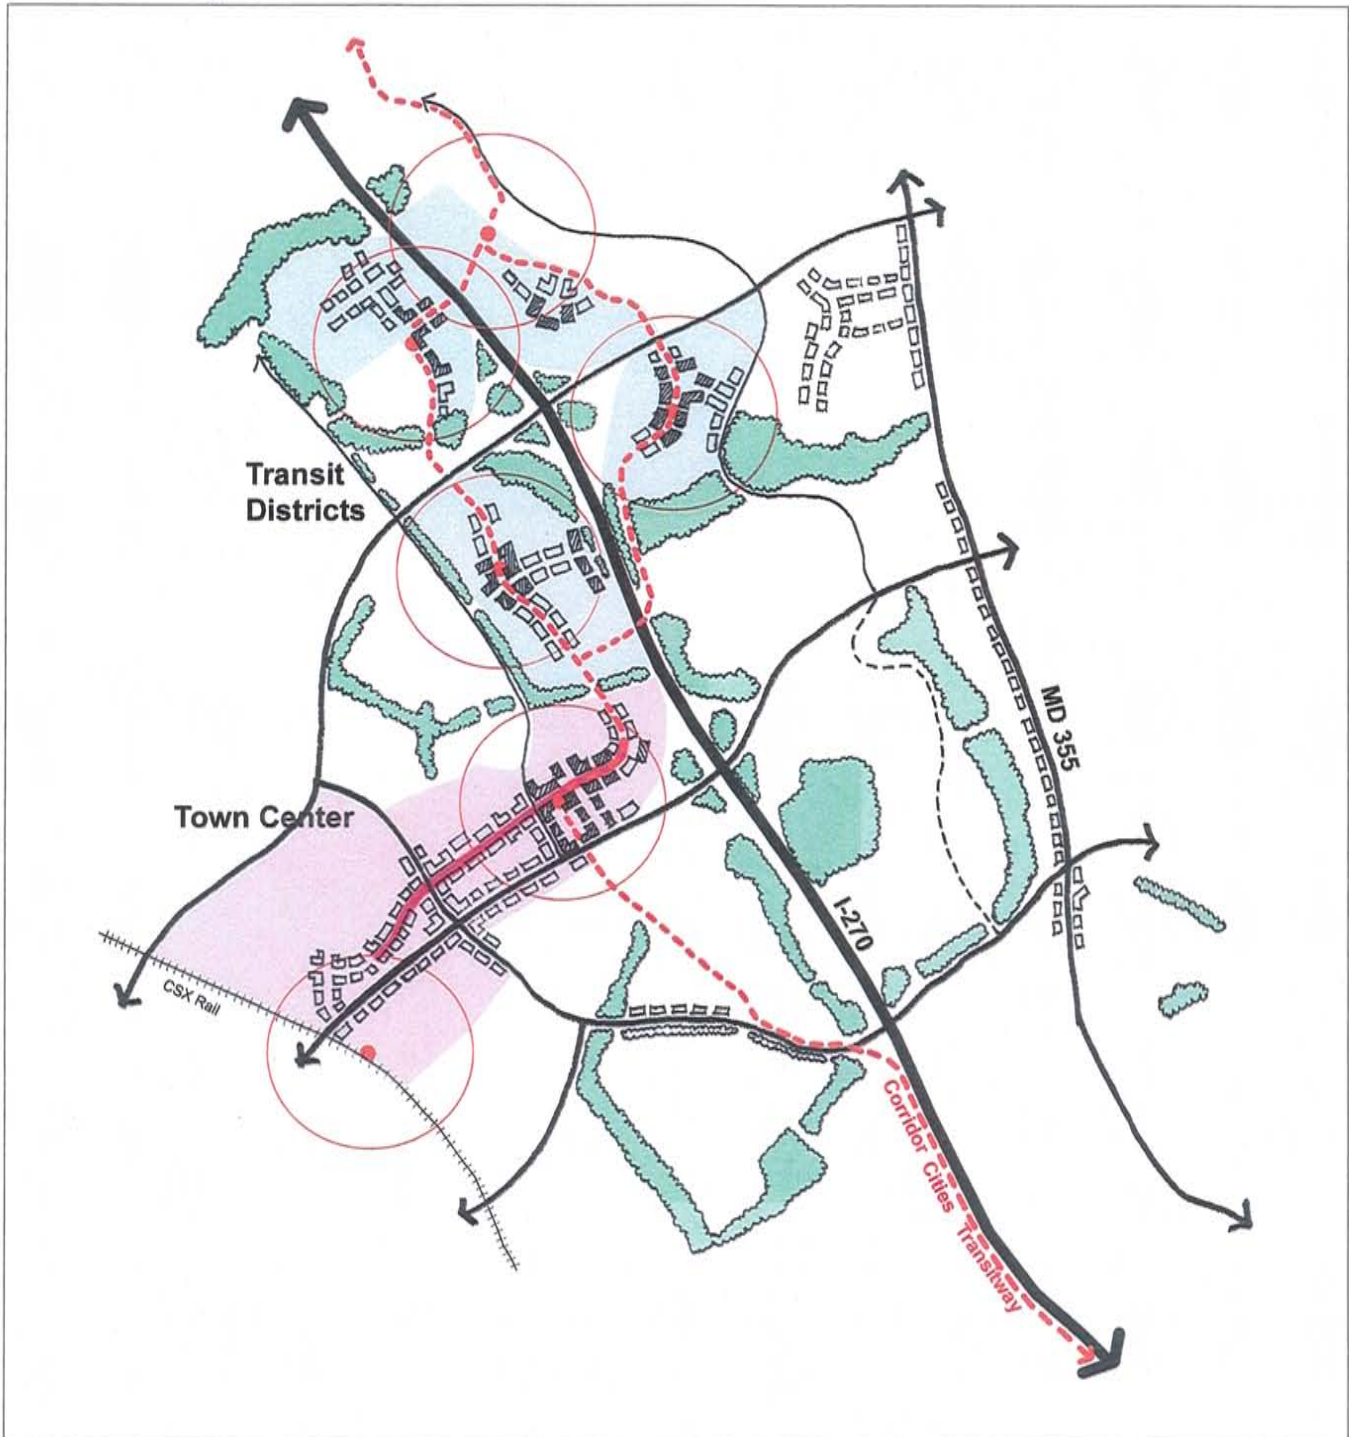 Transit
Districts
MD 355
Town Center
I-270
CSX Rail
Corridor Cities Transitway